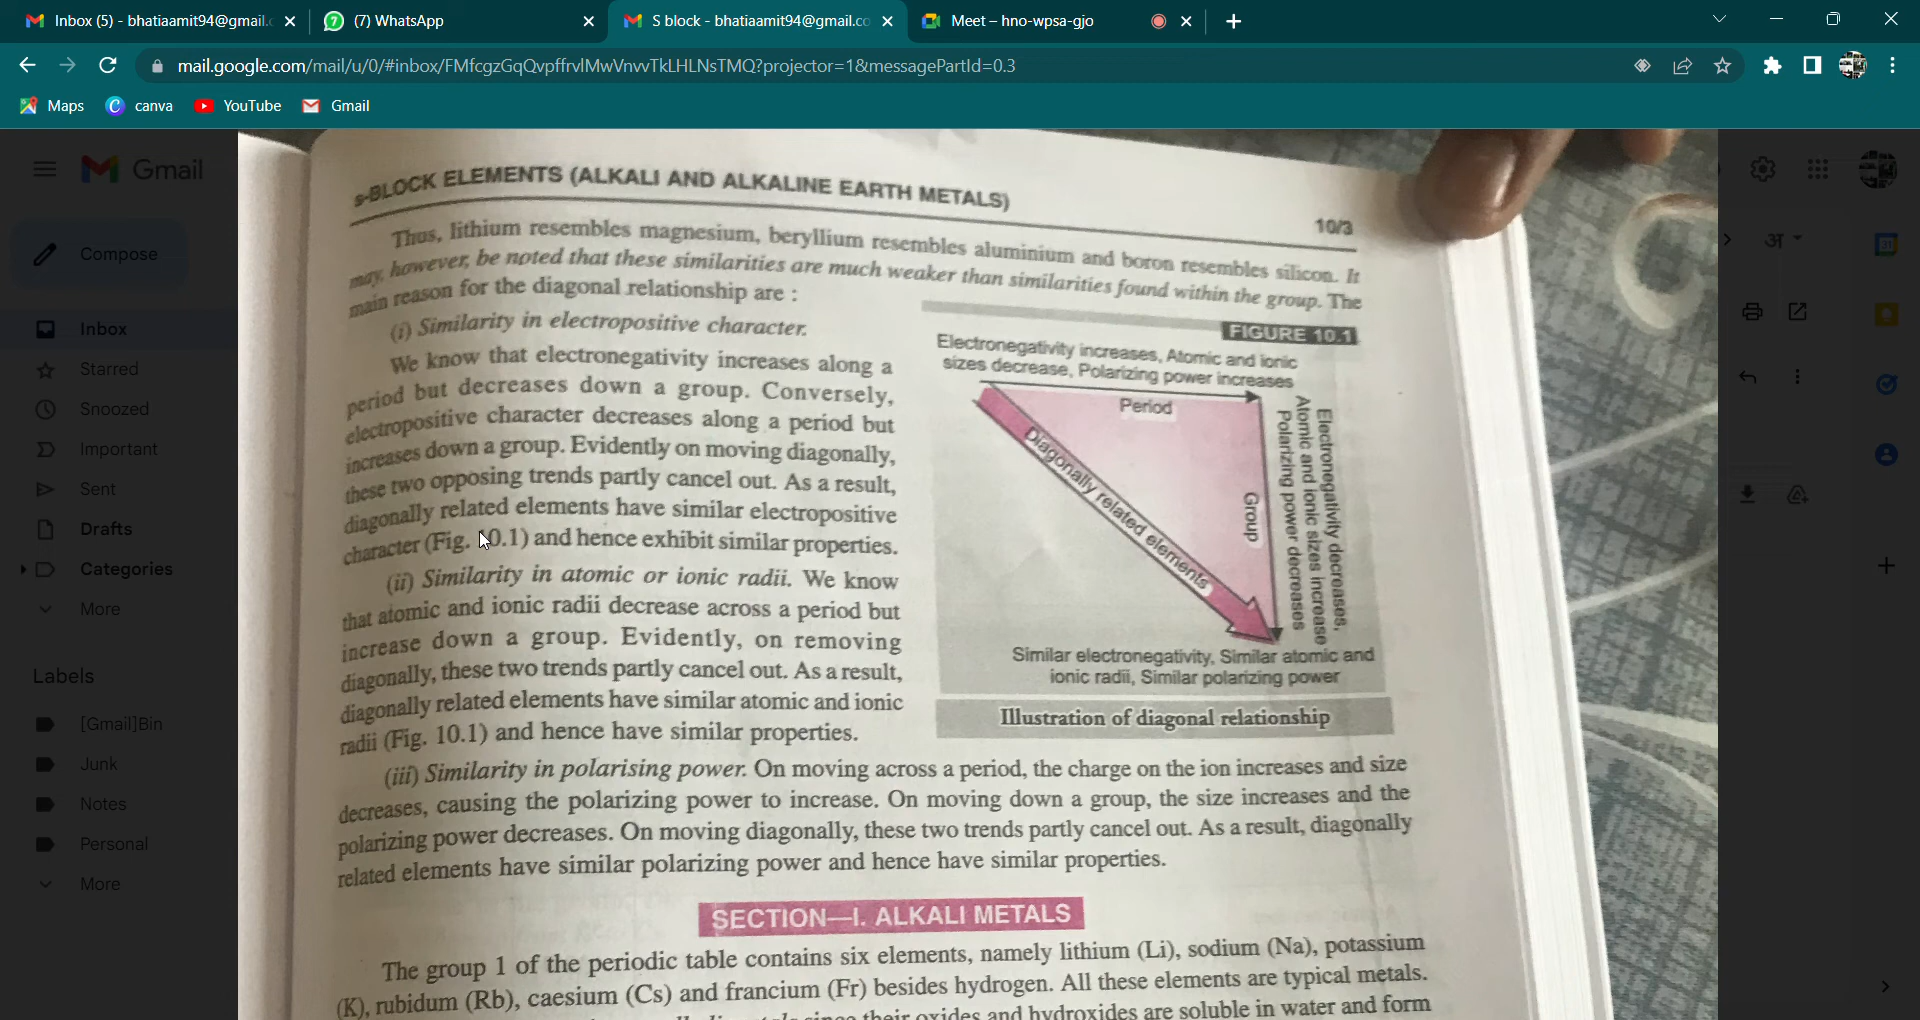 Inbox (5) - bhatiaamit94@gmail.c
(7) WhatsApp
S block - bhatiaamit94@gmail.co
Meet – hno-wpsa-gjo
mail.google.com/mail/u/0/#inbox/FMfcgzGqQvpffrvlMwVnvvTkLHLNsTMQ?projector=1&messagePartId=0.3
Maps
canva
YouTube
Gmail
Gmail
Compose
Inbox
Starred
Snoozed
Important
Sent
Drafts
Categories
More
Labels
[Gmail]Bin
Junk
Notes
Personal
More
अ
s-BLOCK ELEMENTS (ALKALI AND ALKALINE EARTH METALS)
10/3
Thus, lithium resembles magnesium, beryllium resembles aluminium and boron resembles silicon. It
may, however, be noted that these similarities are much weaker than similarities found within the group. The
main reason for the diagonal relationship are :
(i) Similarity in electropositive character.
We know that electronegativity increases along a
period but decreases down a group. Conversely,
electropositive character decreases along a period but
increases down a group. Evidently on moving diagonally,
these two opposing trends partly cancel out. As a result,
diagonally related elements have similar electropositive
character (Fig. 10.1) and hence exhibit similar properties.
(ii) Similarity in atomic or ionic radii. We know
that atomic and ionic radii decrease across a period but
increase down a group. Evidently, on removing
diagonally, these two trends partly cancel out. As a result,
diagonally related elements have similar atomic and ionic
radii (Fig. 10.1) and hence have similar properties.
FIGURE 10.1
Electronegativity increases, Atomic and ionic
sizes decrease, Polarizing power increases
Period
Diagonally related elements
Group
Electronegativity decreases,
Atomic and ionic sizes increase
Polarizing power decreases
Similar electronegativity, Similar atomic and
ionic radii, Similar polarizing power
Illustration of diagonal relationship
(iii) Similarity in polarising power. On moving across a period, the charge on the ion increases and size
decreases, causing the polarizing power to increase. On moving down a group, the size increases and the
polarizing power decreases. On moving diagonally, these two trends partly cancel out. As a result, diagonally
related elements have similar polarizing power and hence have similar properties.
SECTION—I. ALKALI METALS
The group 1 of the periodic table contains six elements, namely lithium (Li), sodium (Na), potassium
(K), rubidum (Rb), caesium (Cs) and francium (Fr) besides hydrogen. All these elements are typical metals.
since their oxides and hydroxides are soluble in water and form